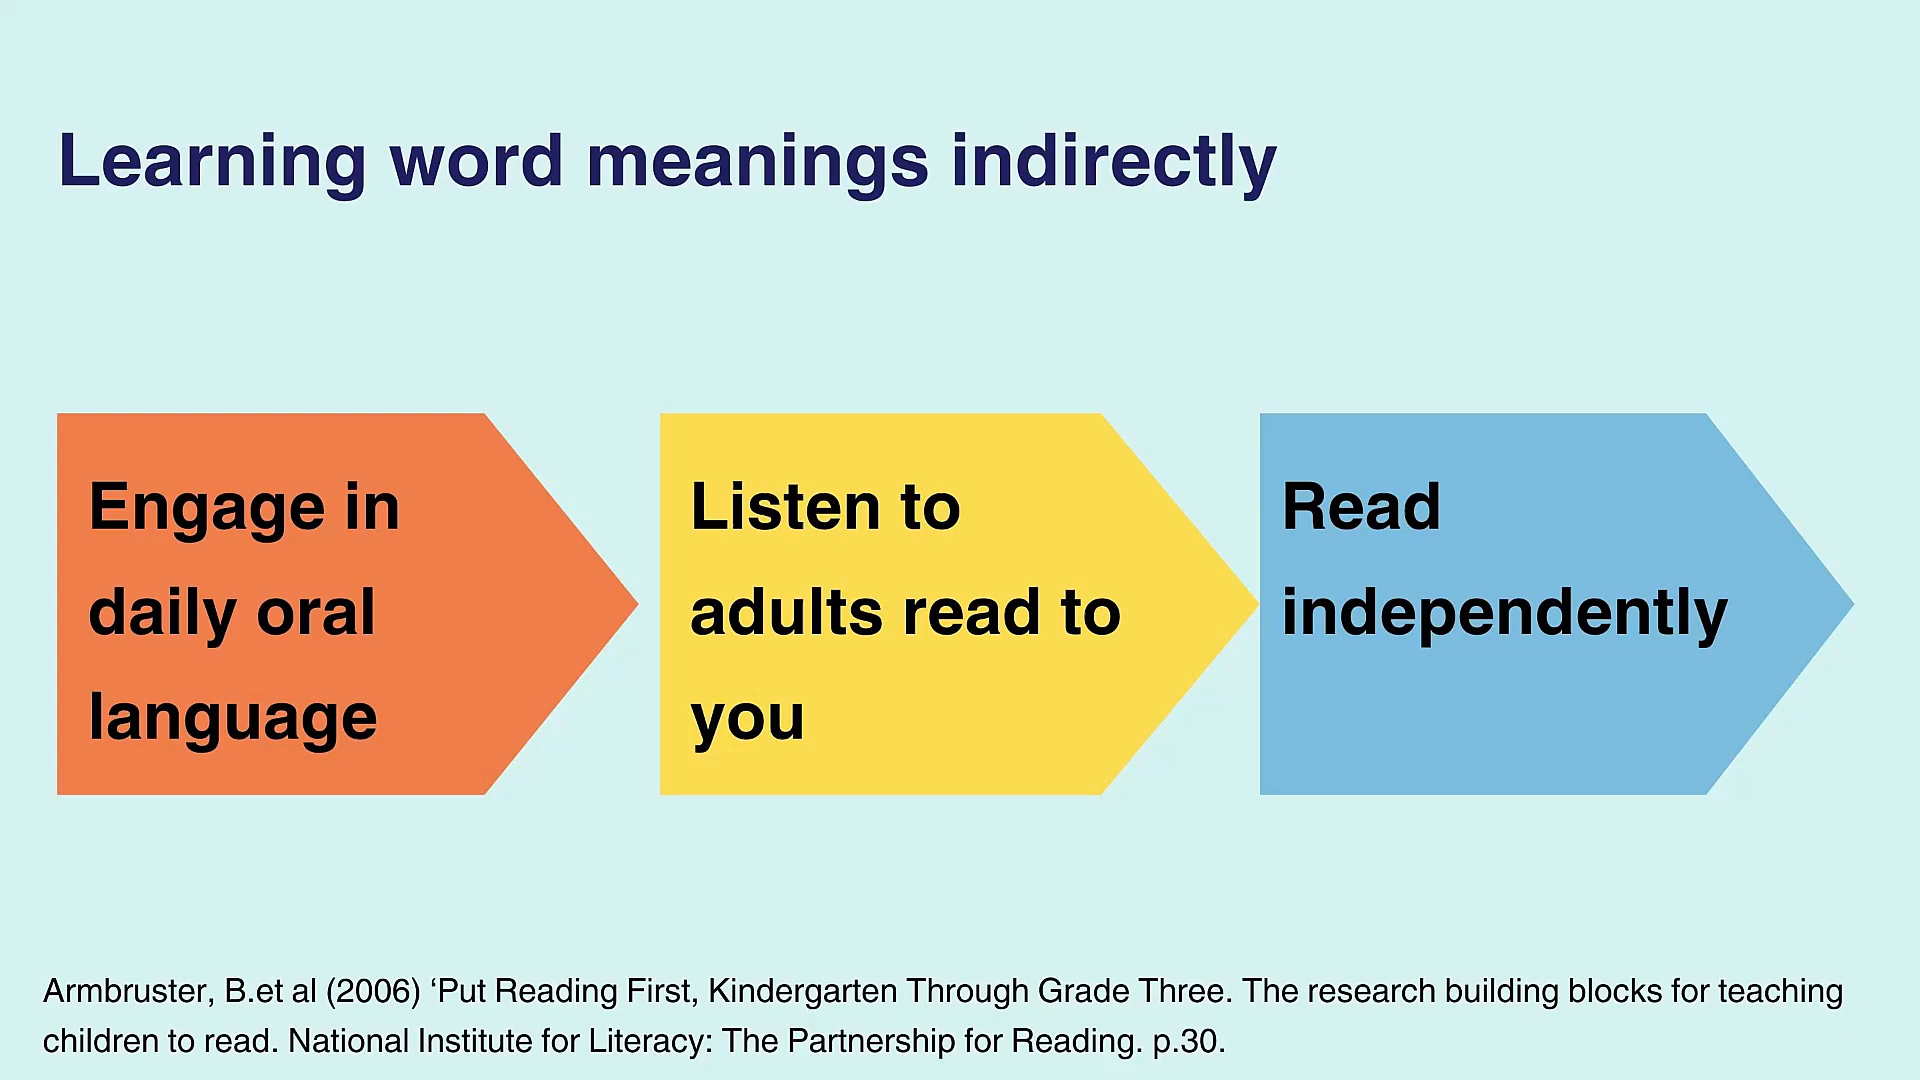 Learning word meanings indirectly
Engage in
daily oral
language
Listen to
adults read to
you
Read
independently
Armbruster, B.et al (2006) ‘Put Reading First, Kindergarten Through Grade Three. The research building blocks for teaching
children to read. National Institute for Literacy: The Partnership for Reading. p.30.